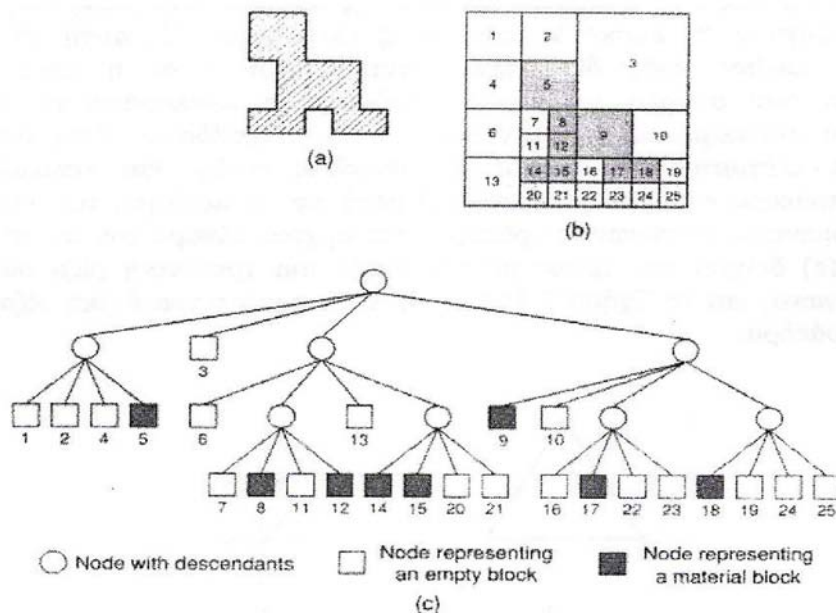 (a)
1 2 3
4 5
6 7 8 9 10
11 12
13 14 15 16 17 18 19
20 21 22 23 24 25
(b)
3
1 2 4 5 6 13 9 10
7 8 11 12 14 15 20 21 16 17 22 23 18 19 24 25
Node with descendants
Node representing
an empty block
Node representing
a material block
(c)